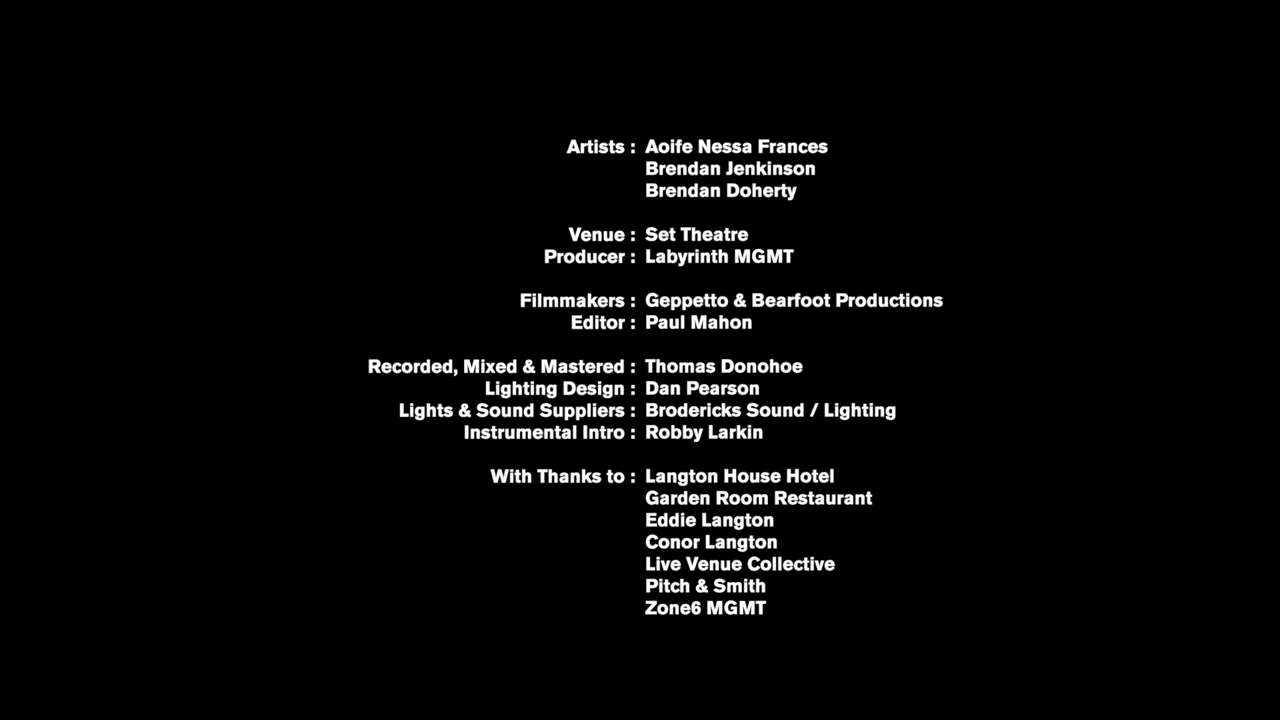 Artists : Aoife Nessa Frances
Brendan Jenkinson
Brendan Doherty
Venue : Set Theatre
Producer : Labyrinth MGMT
Filmmakers : Geppetto & Bearfoot Productions
Editor : Paul Mahon
Recorded, Mixed & Mastered : Thomas Donohoe
Lighting Design : Dan Pearson
Lights & Sound Suppliers : Brodericks Sound / Lighting
Instrumental Intro : Robby Larkin
With Thanks to : Langton House Hotel
Garden Room Restaurant
Eddie Langton
Conor Langton
Live Venue Collective
Pitch & Smith
Zone6 MGMT